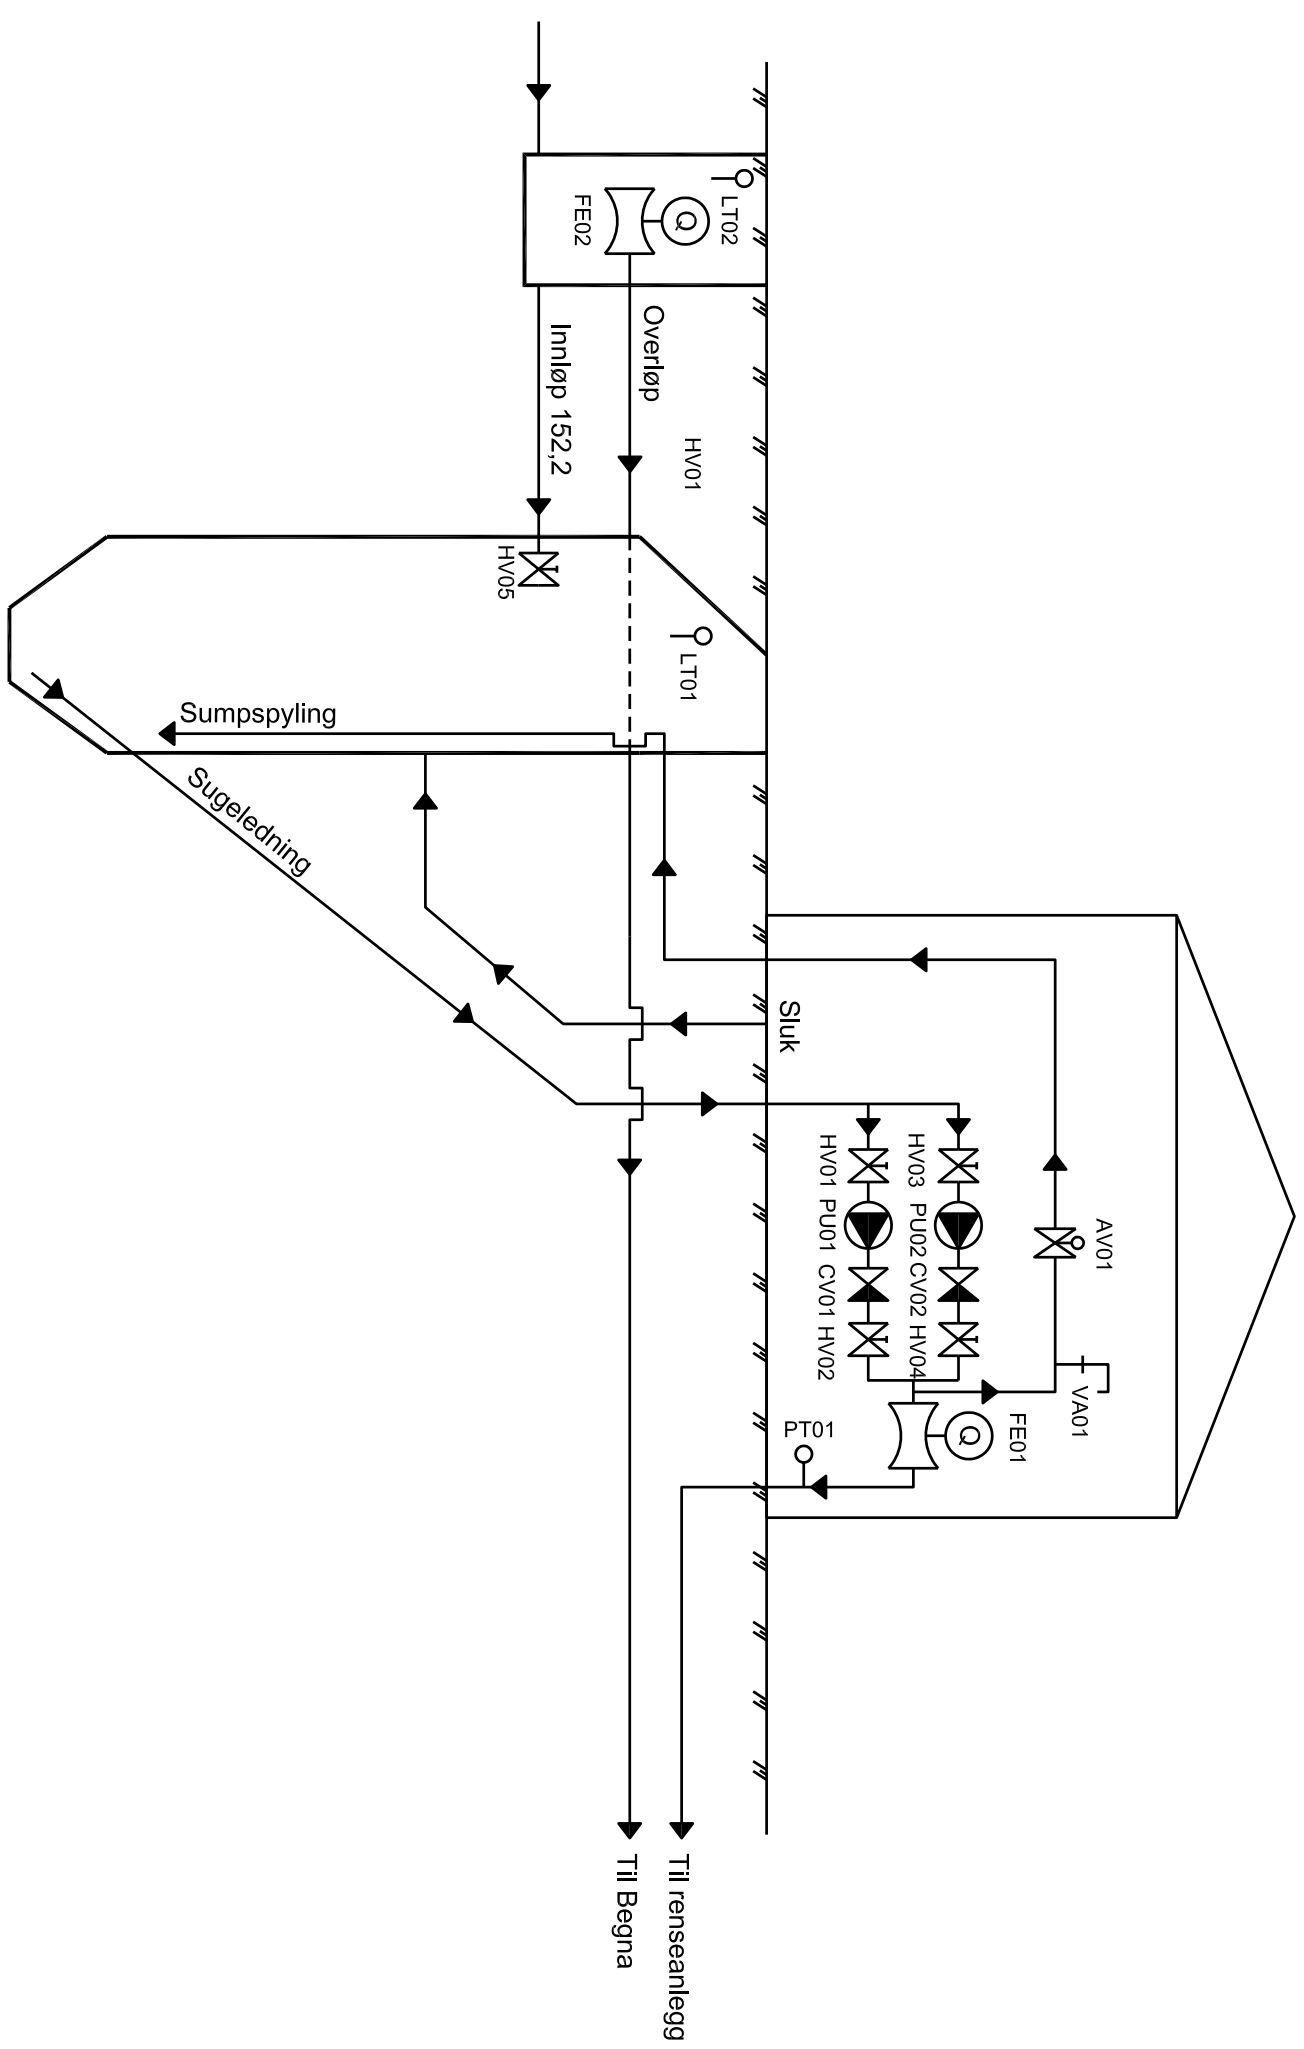 AV01
VA01
FE01
Q
HV03
PU02
CV02
HV04
HV01
PU01
CV01
HV02
PT01
Sluk
LT02
Q
FE02
HV01
LT01
Overløp
Innløp 152,2
HV05
Sumpspyling
Sugeledning
Til renseanlegg
Til Begna